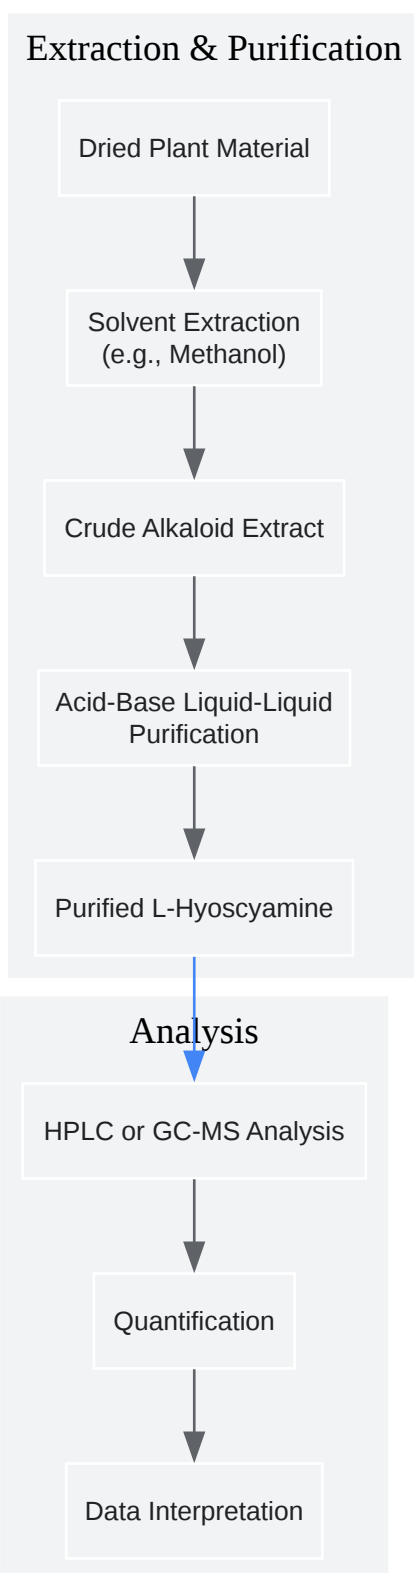 Extraction & Purification
Dried Plant Material
Solvent Extraction
(e.g., Methanol)
Crude Alkaloid Extract
Acid-Base Liquid-Liquid
Purification
Purified L-Hyoscyamine
Analysis
HPLC or GC-MS Analysis
Quantification
Data Interpretation